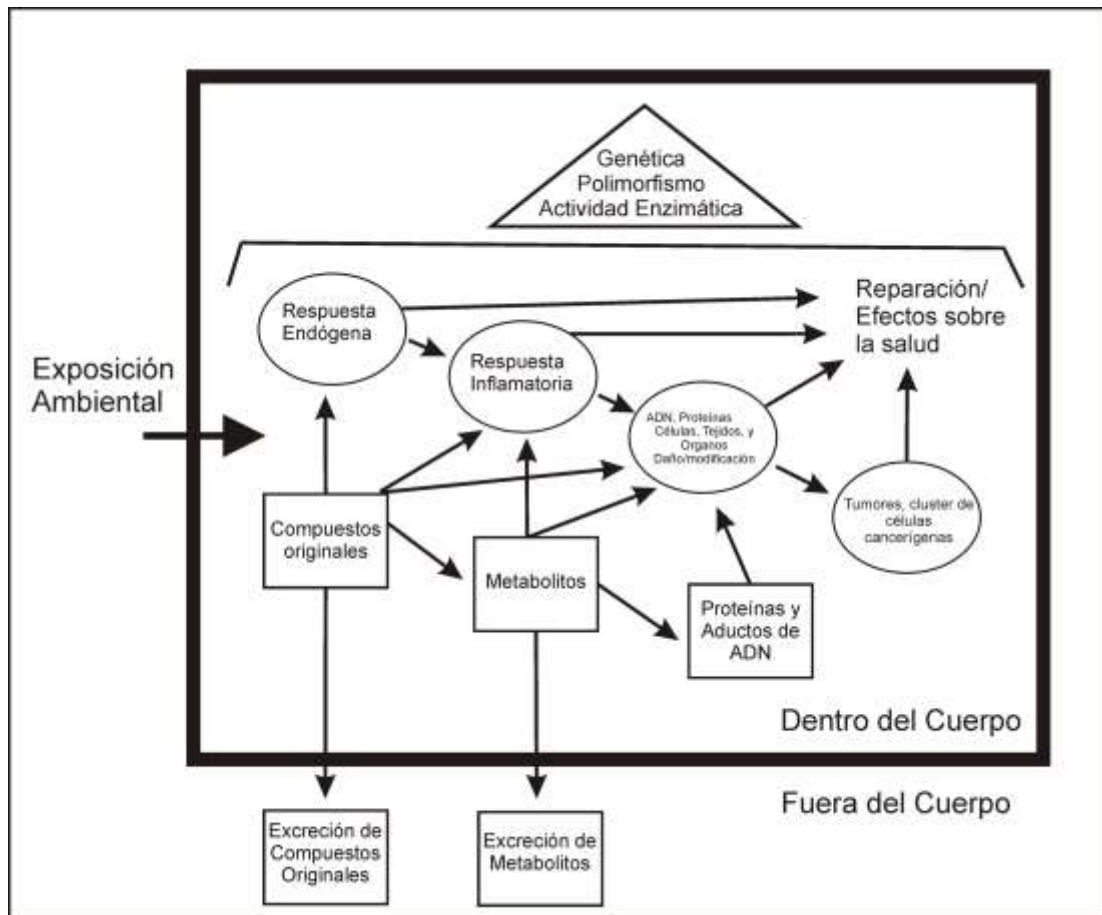 Genética
Polimorfismo
Actividad Enzimática
Respuesta
Endógena
Reparación/
Efectos sobre
la salud
Respuesta
Inflamatoria
Exposición
Ambiental
ADN, Proteínas
Células, Tejidos, y
Organos
Daño/modificación
Compuestos
originales
Tumores, cluster de
células
cancerígenas
Metabolitos
Proteínas y
Aductos de
ADN
Dentro del Cuerpo
Fuera del Cuerpo
Excreción de
Compuestos
Originales
Excreción de
Metabolitos